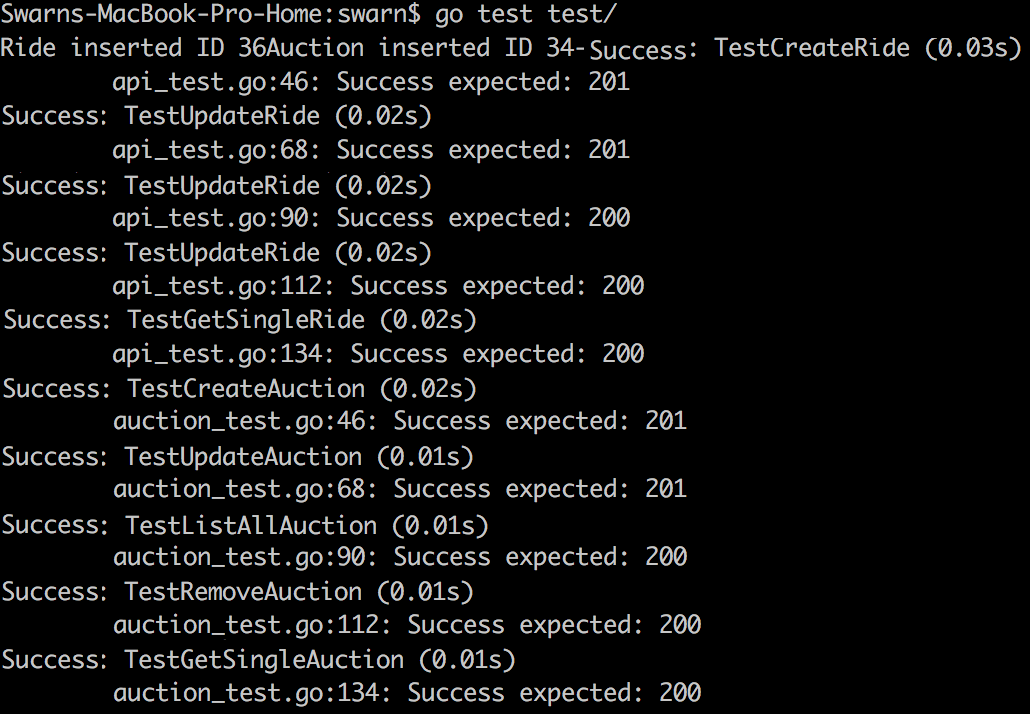 Swarns-MacBook-Pro-Home:swarn$ go test test/
Ride inserted ID 36Auction inserted ID 34-Success: TestCreateRide (0.03s)
api_test.go:46: Success expected: 201
Success: TestUpdateRide (0.02s)
api_test.go:68: Success expected: 201
Success: TestUpdateRide (0.02s)
api_test.go:90: Success expected: 200
Success: TestUpdateRide (0.02s)
api_test.go:112: Success expected: 200
Success: TestGetSingleRide (0.02s)
api_test.go:134: Success expected: 200
Success: TestCreateAuction (0.02s)
auction_test.go:46: Success expected: 201
Success: TestUpdateAuction (0.01s)
auction_test.go:68: Success expected: 201
Success: TestListAllAuction (0.01s)
auction_test.go:90: Success expected: 200
Success: TestRemoveAuction (0.01s)
auction_test.go:112: Success expected: 200
Success: TestGetSingleAuction (0.01s)
auction_test.go:134: Success expected: 200